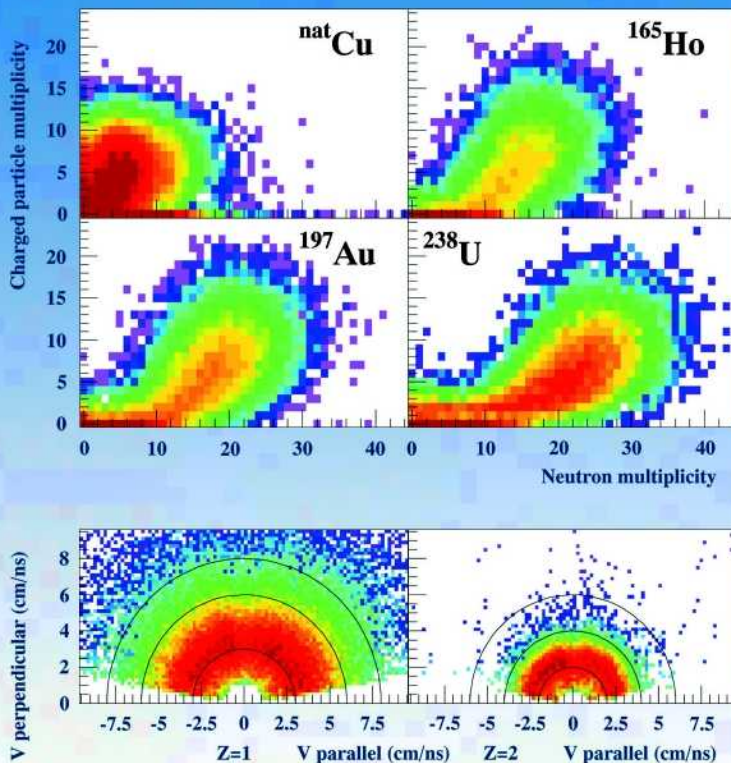 Charged particle multiplicity
natCu
165Ho
20
15
10
5
0
197Au
238U
20
15
10
5
0
0 10 20 30 40 0 10 20 30 40
Neutron multiplicity
V perpendicular (cm/ns)
8
6
4
2
0
-7.5 -5 -2.5 0 2.5 5 7.5 -7.5 -5 -2.5 0 2.5 5 7.5
Z=1 V parallel (cm/ns) Z=2 V parallel (cm/ns)